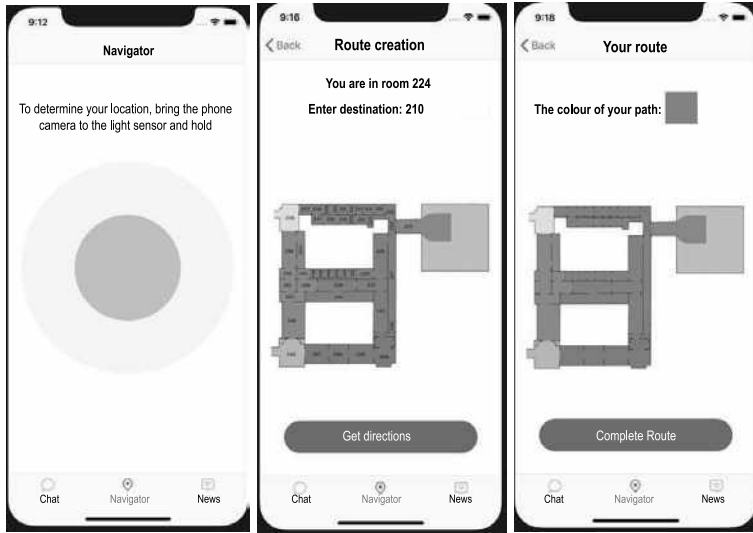 9:12
Navigator
To determine your location, bring the phone
camera to the light sensor and hold
Chat
Navigator
News
9:16
Back
Route creation
You are in room 224
Enter destination: 210
Get directions
Chat
Navigator
News
9:18
Back
Your route
The colour of your path:
Complete Route
Chat
Navigator
News